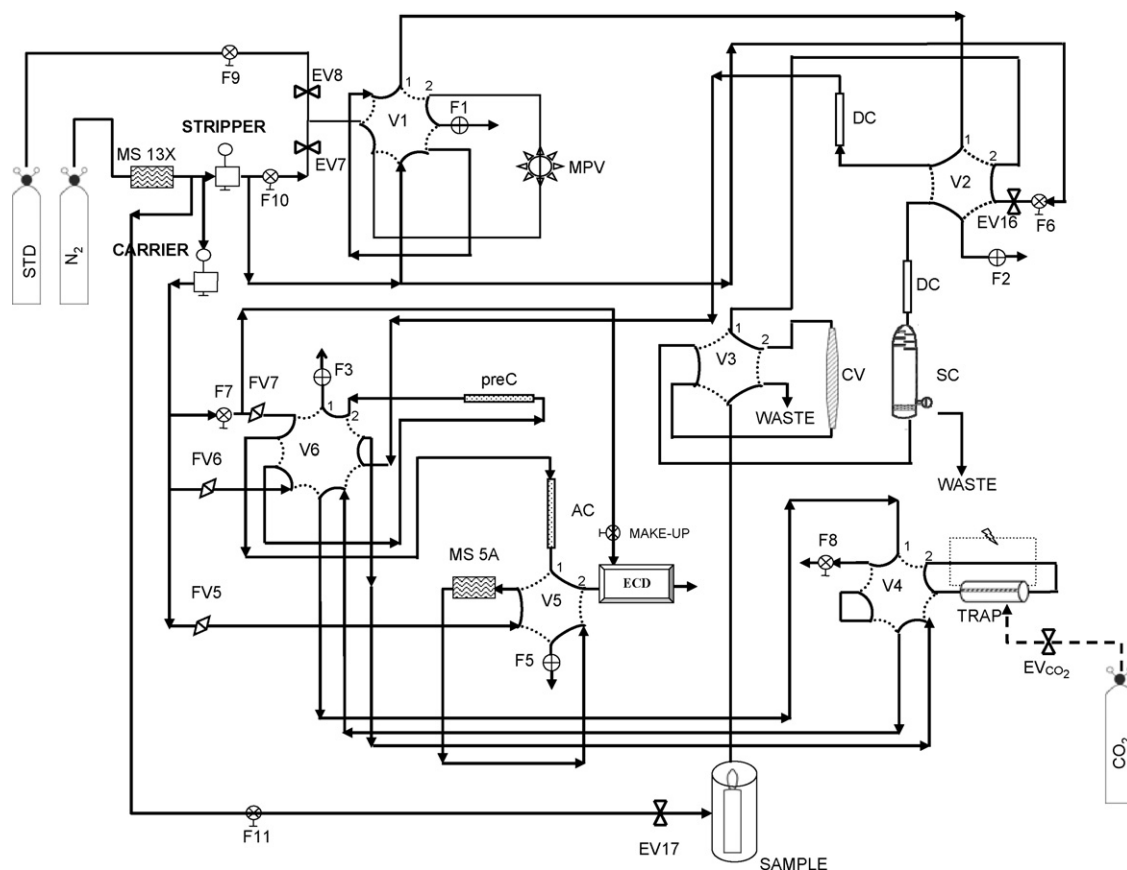 F9
EV8
1
2
V1
F1
STRIPPER
MS 13X
EV7
F10
MPV
DC
1
2
V2
EV16
F6
STD
N2
CARRIER
F2
DC
F3
1
2
preC
F7
FV7
V6
1
2
V3
CV
SC
WASTE
WASTE
FV6
AC
MAKE-UP
MS 5A
1
2
V5
ECD
F8
1
2
V4
TRAP
FV5
F5
EVCO2
CO2
F11
EV17
SAMPLE